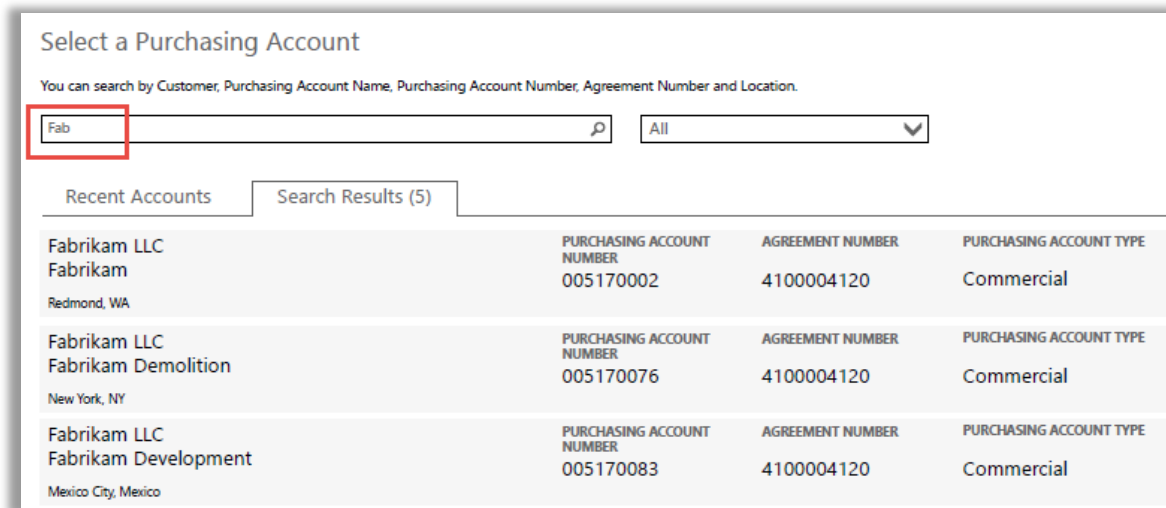 Select a Purchasing Account
You can search by Customer, Purchasing Account Name, Purchasing Account Number, Agreement Number and Location.
Fab
All
Recent Accounts
Search Results (5)
Fabrikam LLC
Fabrikam
Redmond, WA
PURCHASING ACCOUNT
NUMBER
005170002
AGREEMENT NUMBER
4100004120
PURCHASING ACCOUNT TYPE
Commercial
Fabrikam LLC
Fabrikam Demolition
New York, NY
PURCHASING ACCOUNT
NUMBER
005170076
AGREEMENT NUMBER
4100004120
PURCHASING ACCOUNT TYPE
Commercial
Fabrikam LLC
Fabrikam Development
Mexico City, Mexico
PURCHASING ACCOUNT
NUMBER
005170083
AGREEMENT NUMBER
4100004120
PURCHASING ACCOUNT TYPE
Commercial